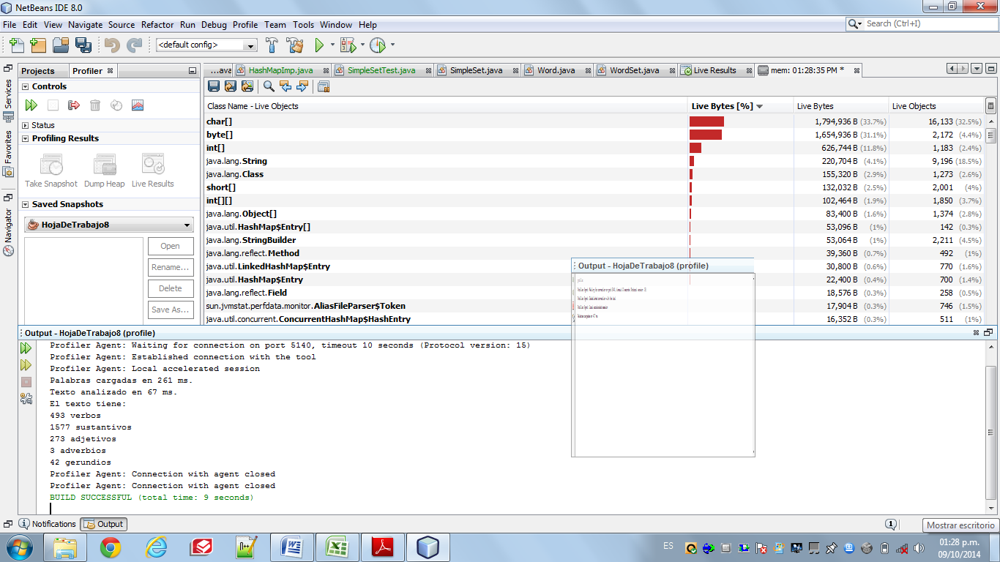 NetBeans IDE 8.0
File Edit View Navigate Source Refactor Run Debug Profile Team Tools Window Help
Search (Ctrl+I)
<default config>
Projects Profiler
...ava HashMapImp.java SimpleSetTest.java SimpleSet.java Word.java WordSet.java Live Results mem: 01:28:35 PM *
Services
Favorites
Navigator
Controls
Status
Profiling Results
Take Snapshot Dump Heap Live Results
Saved Snapshots
HojaDeTrabajo8
Open
Rename...
Delete
Save As...
Class Name - Live Objects Live Bytes [%] Live Bytes Live Objects
char[] 1,794,936 B (33.7%) 16,133 (32.5%)
byte[] 1,654,936 B (31.1%) 2,172 (4.4%)
int[] 626,744 B (11.8%) 1,183 (2.4%)
java.lang.String 220,704 B (4.1%) 9,196 (18.5%)
java.lang.Class 155,320 B (2.9%) 1,273 (2.6%)
short[] 132,032 B (2.5%) 2,001 (4%)
int[][] 102,464 B (1.9%) 1,850 (3.7%)
java.lang.Object[] 83,400 B (1.6%) 1,374 (2.8%)
java.util.HashMap$Entry[] 53,096 B (1%) 142 (0.3%)
java.lang.StringBuilder 53,064 B (1%) 2,211 (4.5%)
java.lang.reflect.Method 39,360 B (0.7%) 492 (1%)
java.util.LinkedHashMap$Entry 30,800 B (0.6%) 770 (1.6%)
java.util.HashMap$Entry 22,400 B (0.4%) 700 (1.4%)
java.lang.reflect.Field 18,576 B (0.3%) 258 (0.5%)
sun.jvmstat.perfdata.monitor.AliasFileParser$Token 17,904 B (0.3%) 746 (1.5%)
java.util.concurrent.ConcurrentHashMap$HashEntry 16,352 B (0.3%) 511 (1%)
Output - HojaDeTrabajo8 (profile)
Output - HojaDeTrabajo8 (profile)
Profiler Agent: Waiting for connection on port 5140, timeout 10 seconds (Protocol version: 15)
Profiler Agent: Established connection with the tool
Profiler Agent: Local accelerated session
Palabras cargadas en 261 ms.
Texto analizado en 67 ms.
El texto tiene:
493 verbos
1577 sustantivos
273 adjetivos
3 adverbios
42 gerundios
Profiler Agent: Connection with agent closed
Profiler Agent: Connection with agent closed
BUILD SUCCESSFUL (total time: 9 seconds)
Notifications Output
1
Mostrar escritorio
ES
01:28 p.m.
09/10/2014